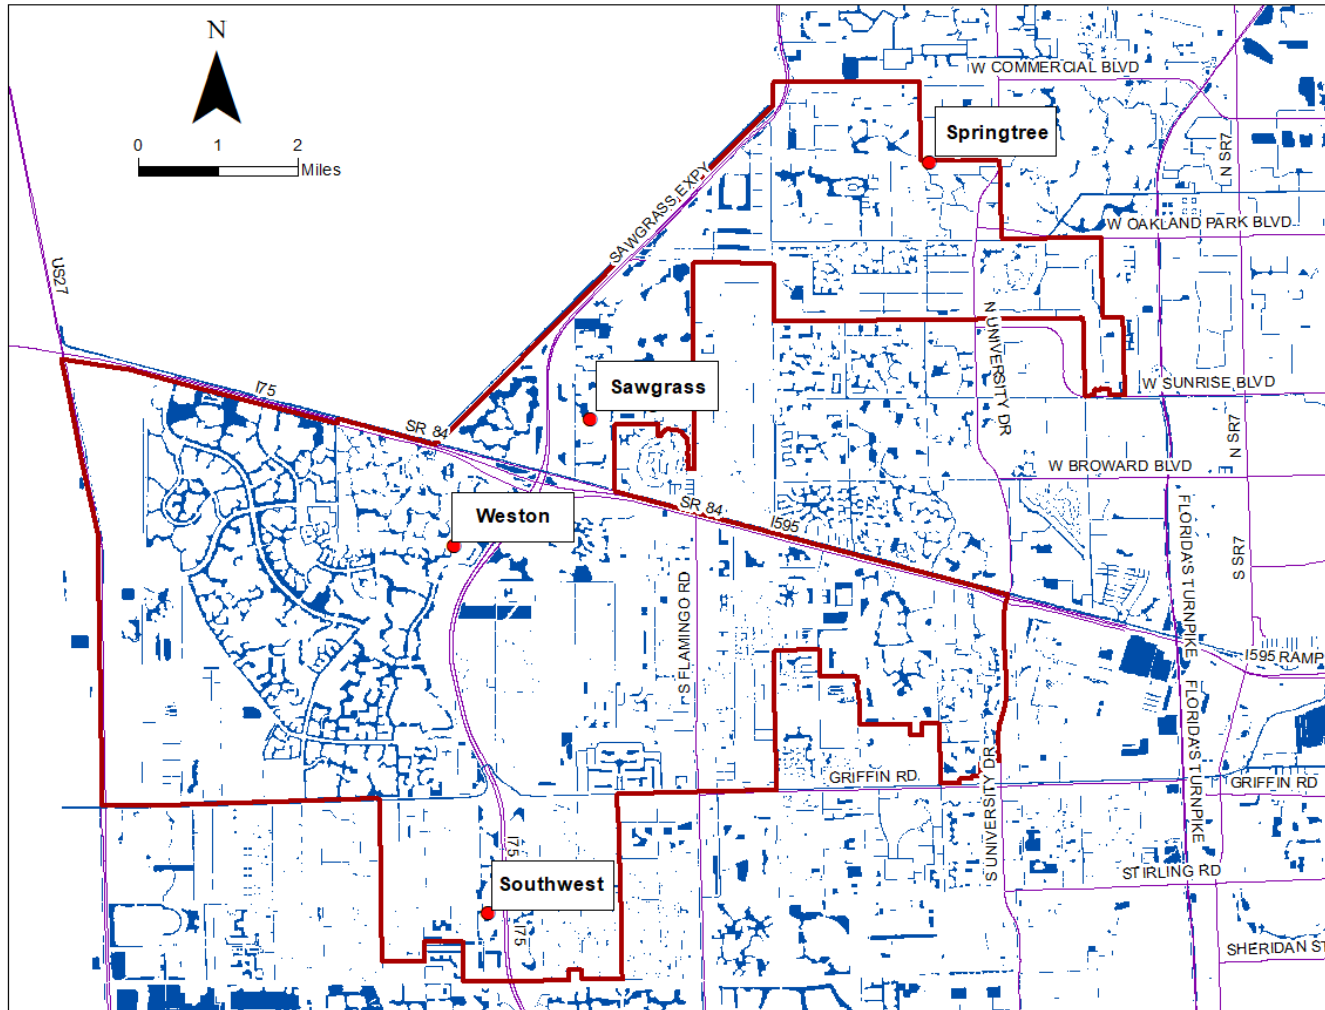 N
0 1 2
Miles
W COMMERCIAL BLVD
Springtree
N SR7
SAWGRASS EXPY
W OAKLAND PARK BLVD
US27
N UNIVERSITY DR
Sawgrass
I75
W SUNRISE BLVD
SR 84
N SR7
W BROWARD BLVD
Weston
SR 84
I595
FLORIDAS TURNPIKE
S SR7
S FLAMINGO RD
I595 RAMP
FLORIDAS TURNPIKE
S UNIVERSITY DR
GRIFFIN RD.
GRIFFIN RD
I75
STIRLING RD
Southwest
I75
SHERIDAN ST